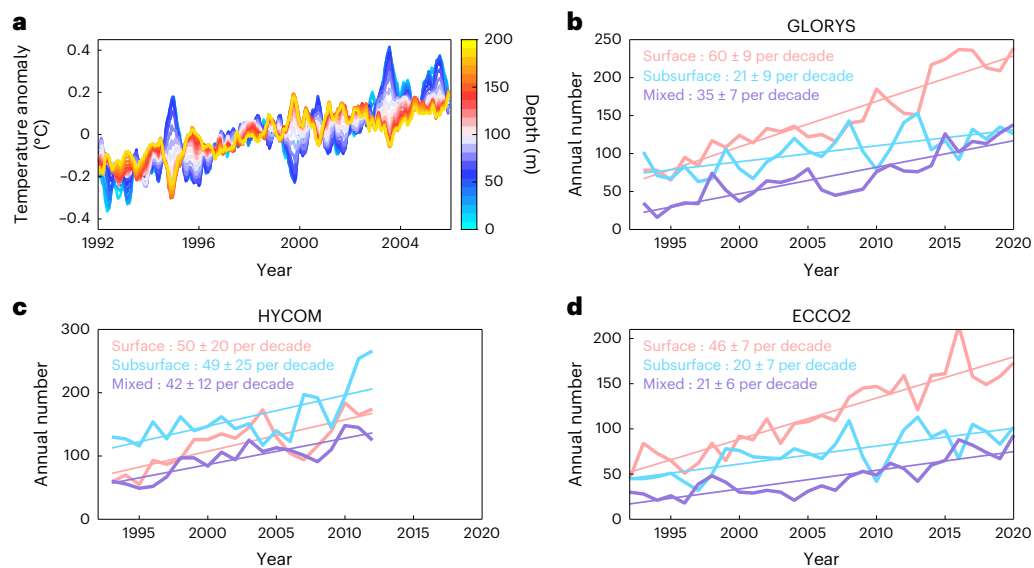 a
0.4
0.2
0
–0.2
–0.4
Temperature anomaly
(°C)
1992
1996
2000
2004
Year
200
150
100
50
0
Depth (m)
b
GLORYS
Surface : 60 ± 9 per decade
Subsurface : 21 ± 9 per decade
Mixed : 35 ± 7 per decade
250
200
150
100
50
0
Annual number
1995
2000
2005
2010
2015
2020
Year
c
HYCOM
Surface : 50 ± 20 per decade
Subsurface : 49 ± 25 per decade
Mixed : 42 ± 12 per decade
300
200
100
0
Annual number
1995
2000
2005
2010
2015
2020
Year
d
ECCO2
Surface : 46 ± 7 per decade
Subsurface : 20 ± 7 per decade
Mixed : 21 ± 6 per decade
200
150
100
50
0
Annual number
1995
2000
2005
2010
2015
2020
Year